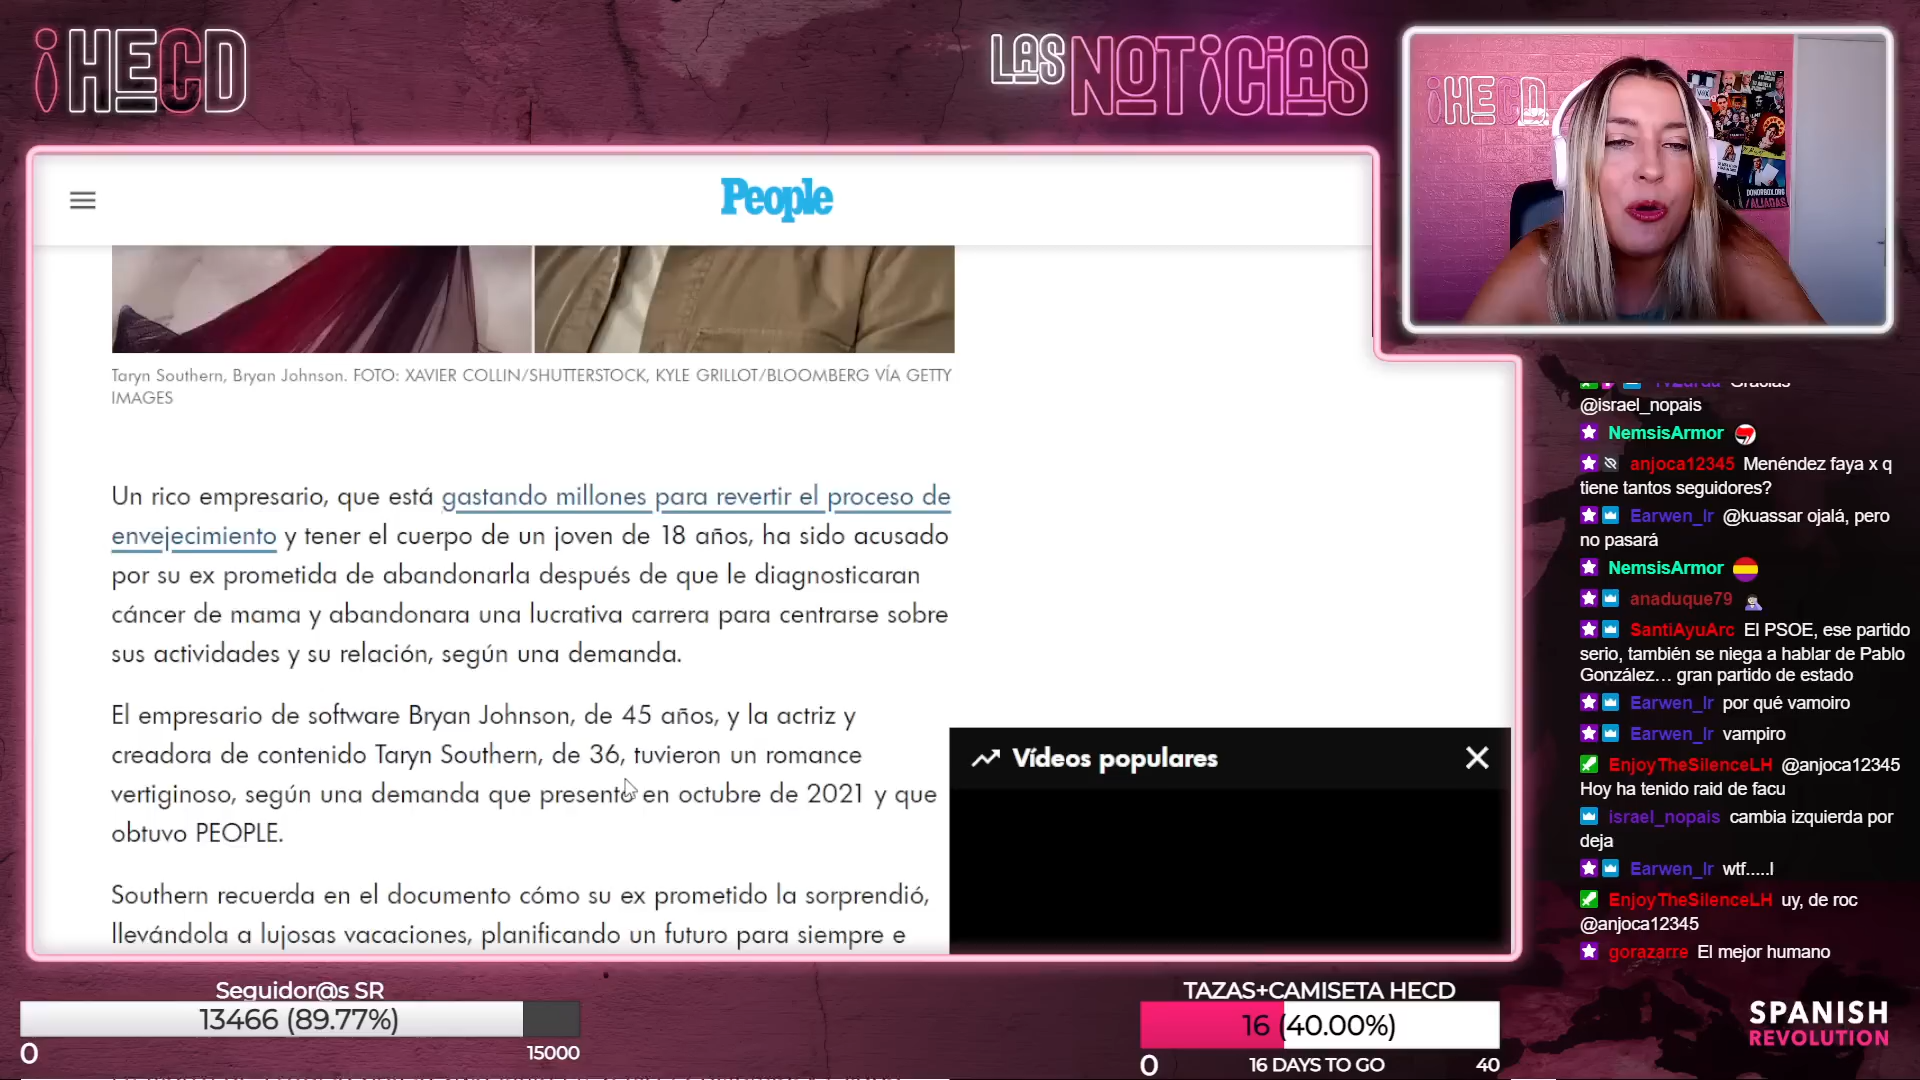 ¡HECD
LAS NOTICIAS
¡HECD
DONORBOX.ORG
/ALIADAS
People
Taryn Southern, Bryan Johnson. FOTO: XAVIER COLLIN/SHUTTERSTOCK, KYLE GRILLOT/BLOOMBERG VÍA GETTY
IMAGES
Un rico empresario, que está gastando millones para revertir el proceso de
envejecimiento y tener el cuerpo de un joven de 18 años, ha sido acusado
por su ex prometida de abandonarla después de que le diagnosticaran
cáncer de mama y abandonara una lucrativa carrera para centrarse sobre
sus actividades y su relación, según una demanda.
El empresario de software Bryan Johnson, de 45 años, y la actriz y
creadora de contenido Taryn Southern, de 36, tuvieron un romance
vertiginoso, según una demanda que presentó en octubre de 2021 y que
obtuvo PEOPLE.
Southern recuerda en el documento cómo su ex prometido la sorprendió,
llevándola a lujosas vacaciones, planificando un futuro para siempre e
Vídeos populares
Gracias
@israel_nopais
NemsisArmor
anjoca12345 Menéndez faya x q
tiene tantos seguidores?
Earwen_Ir @kuassar ojalá, pero
no pasará
NemsisArmor
anaduque79
SantiAyuArc El PSOE, ese partido
serio, también se niega a hablar de Pablo
González… gran partido de estado
Earwen_Ir por qué vamoiro
Earwen_Ir vampiro
EnjoyTheSilenceLH @anjoca12345
Hoy ha tenido raid de facu
israel_nopais cambia izquierda por
deja
Earwen_Ir wtf.....I
EnjoyTheSilenceLH uy, de roc
@anjoca12345
gorazarre El mejor humano
Seguidor@s SR
13466 (89.77%)
0 15000
TAZAS+CAMISETA HECD
16 (40.00%)
0 16 DAYS TO GO 40
SPANISH
REVOLUTION